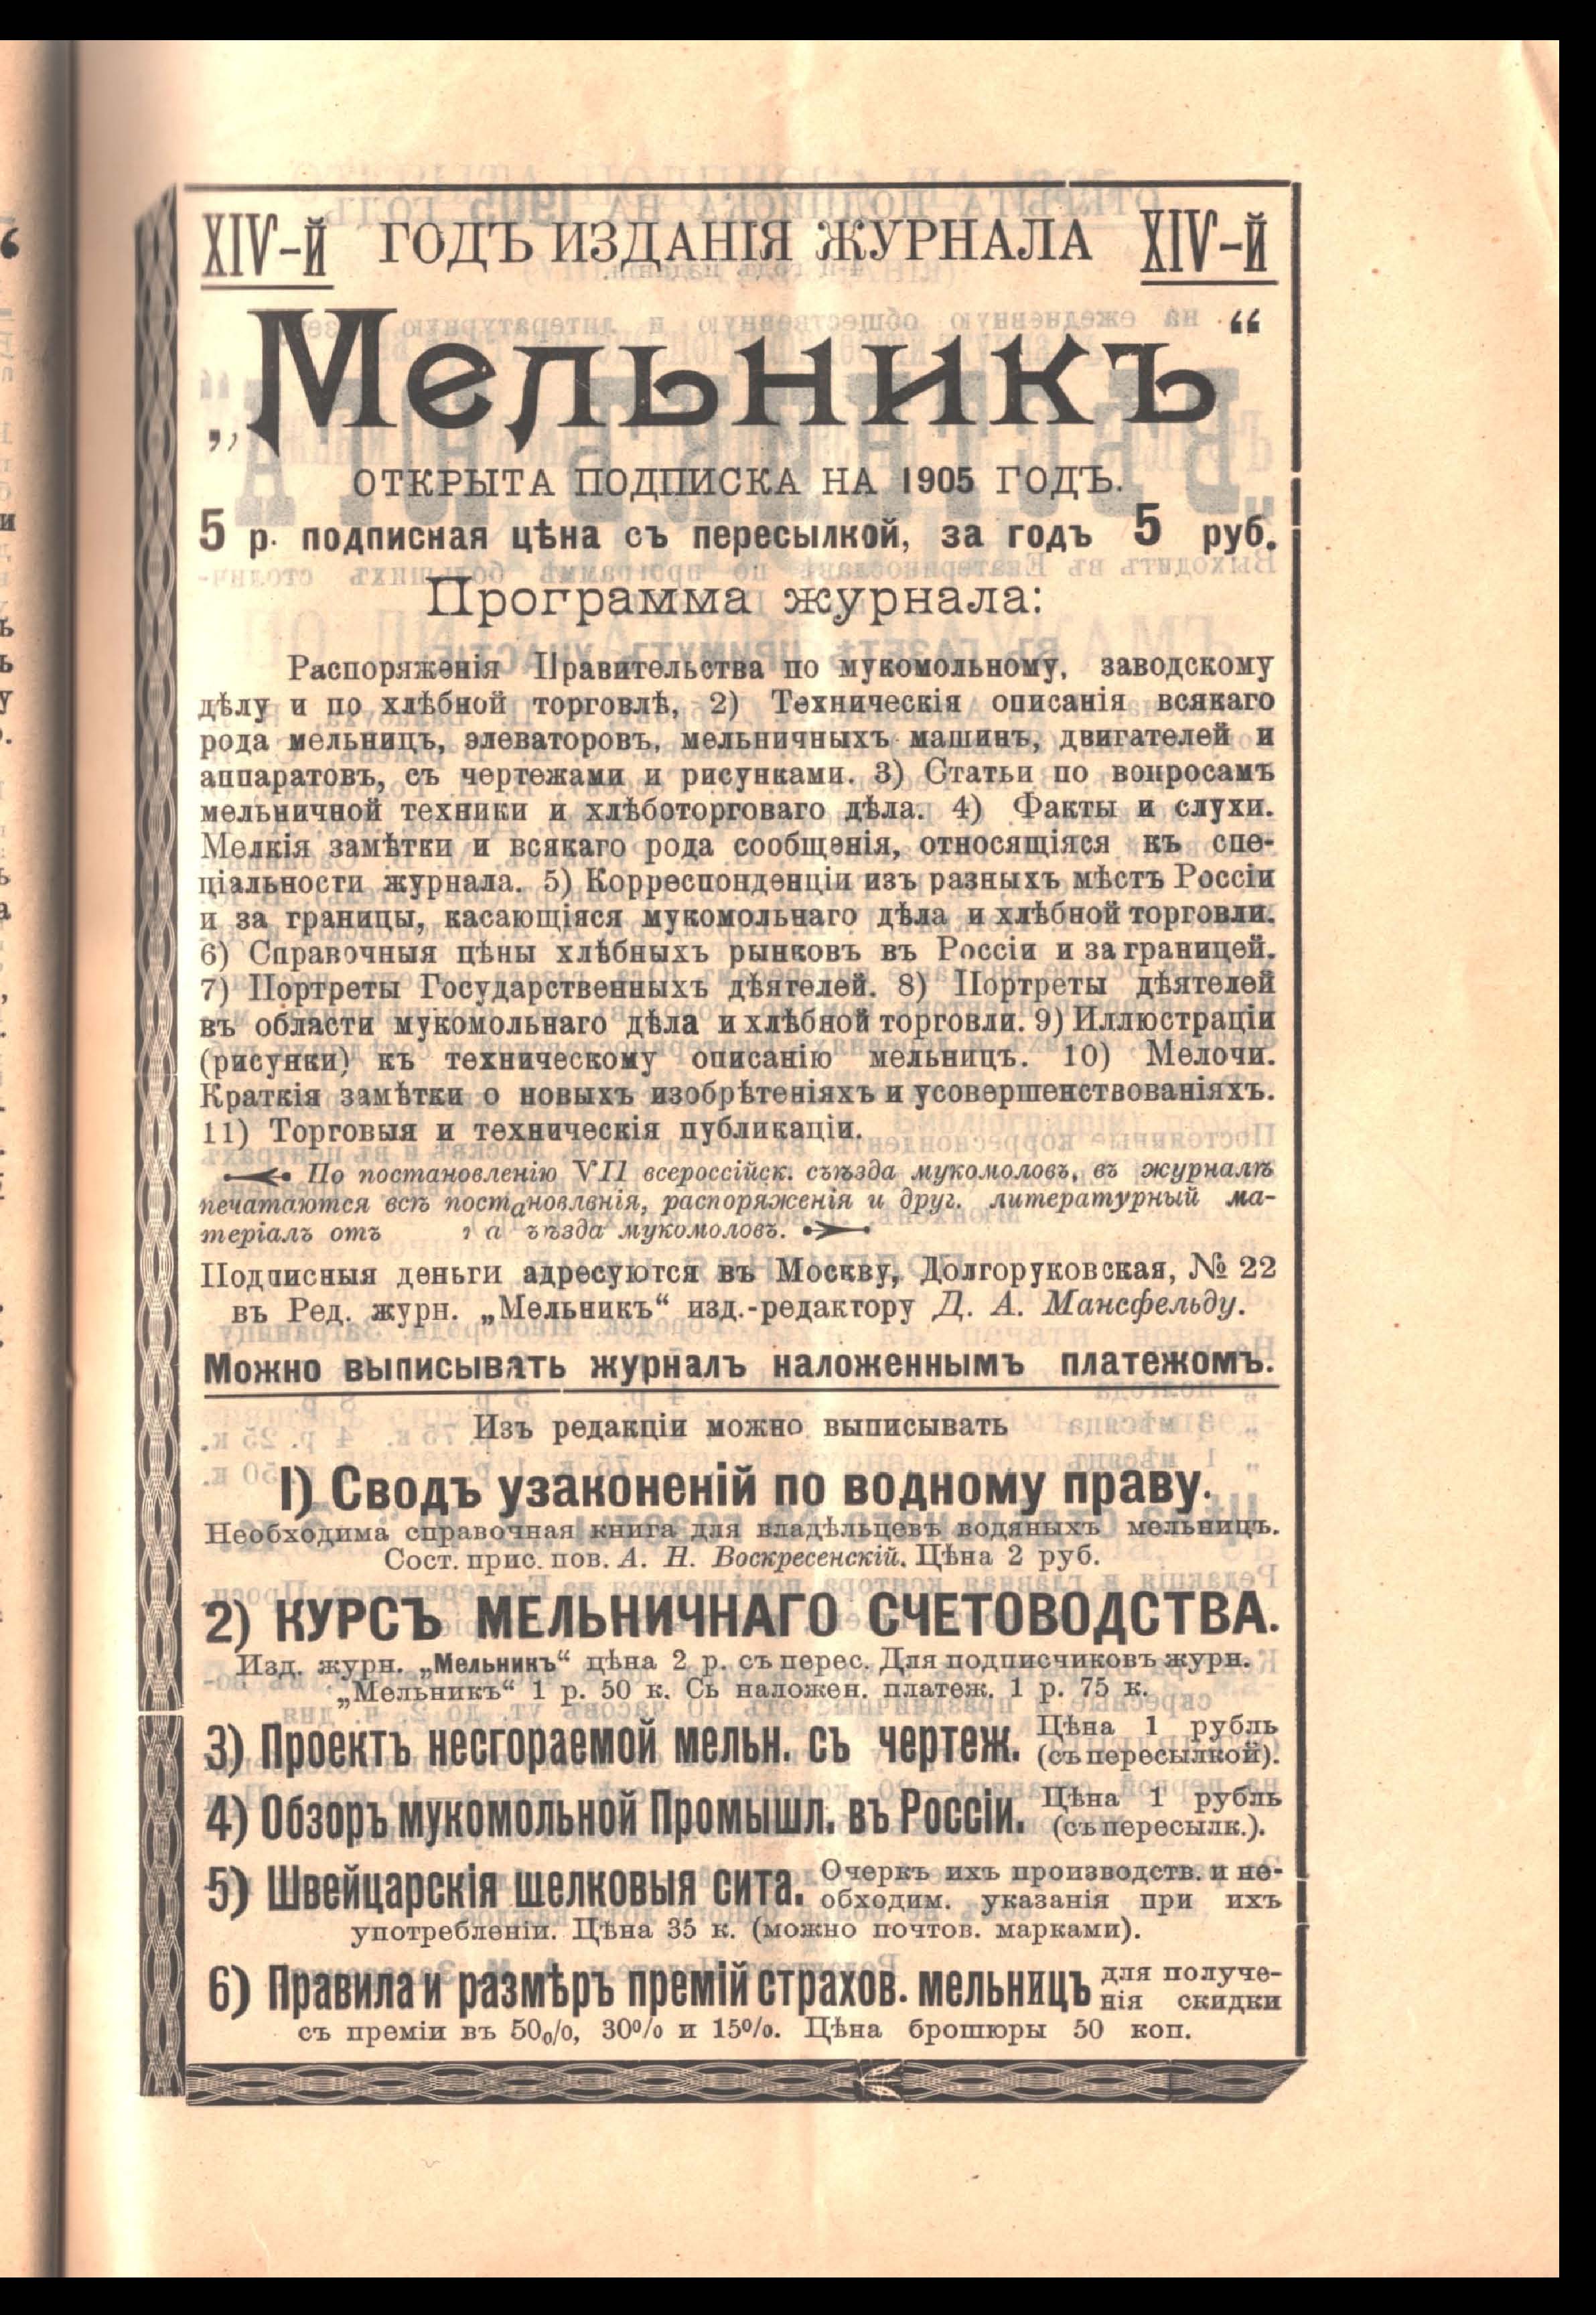 XIV-й ГОДЪ ИЗДАНІЯ ЖУРНАЛА XIV-й
„Мельникъ“
ОТКРЫТА ПОДПИСКА НА 1905 ГОДЪ.
5 р. подписная цѣна съ пересылкой, за годъ 5 руб.
Программа журнала:
Распоряженія Правительства по мукомольному, заводскому
дѣлу и по хлѣбной торговлѣ, 2) Техническія описанія всякаго
рода мельницъ, элеваторовъ, мельничныхъ машинъ, двигателей и
аппаратовъ, съ чертежами и рисунками. 3) Статьи по вопросамъ
мельничной техники и хлѣботорговаго дѣла. 4) Факты и слухи.
Мелкія замѣтки и всякаго рода сообщенія, относящіяся къ спе-
ціальности журнала. 5) Корреспонденціи изъ разныхъ мѣстъ Россіи
и за границы, касающіяся мукомольнаго дѣла и хлѣбной торговли.
6) Справочныя цѣны хлѣбныхъ рынковъ въ Россіи и за границей.
7) Портреты Государственныхъ дѣятелей. 8) Портреты дѣятелей
въ области мукомольнаго дѣла и хлѣбной торговли. 9) Иллюстраціи
(рисунки) къ техническому описанію мельницъ. 10) Мелочи.
Краткія замѣтки о новыхъ изобрѣтеніяхъ и усовершенствованіяхъ.
11) Торговыя и техническія публикаціи.
По постановленію VII всероссійск. съѣзда мукомоловъ, въ журналѣ
печатаются всѣ постановленія, распоряженія и друг. литературный ма-
теріалъ отъ ъѣзда мукомоловъ.
Подписныя деньги адресуются въ Москву, Долгоруковская, № 22
въ Ред. журн. „Мельникъ“ изд.-редактору Д. А. Мансфельду.
Можно выписывать журналъ наложеннымъ платежомъ.
Изъ редакціи можно выписывать
I) Сводъ узаконеній по водному праву.
Необходима справочная книга для владѣльцевъ водяныхъ мельницъ.
Сост. прис. пов. А. Н. Воскресенскій. Цѣна 2 руб.
2) КУРСЪ МЕЛЬНИЧНАГО СЧЕТОВОДСТВА.
Изд. журн. „Мельникъ“ цѣна 2 р. съ перес. Для подписчиковъ журн.
„Мельникъ“ 1 р. 50 к. Сь наложен. платеж. 1 р. 75 к.
3) Проектъ несгораемой мельн. съ чертеж. Цѣна 1 рубль
(съ пересылкой).
4) Обзоръ мукомольной Промышл. въ Россіи. Цѣна 1 рубль
(съ пересылк.).
5) Швейцарскія шелковыя сита. Очеркъ ихъ производств. и не-
обходим. указанія при ихъ
употребленіи. Цѣна 35 к. (можно почтов. марками).
6) Правила и размѣръ премій страхов. мельницъ для получе-
нія скидки
съ преміи въ 50%, 30% и 15%. Цѣна брошюры 50 коп.